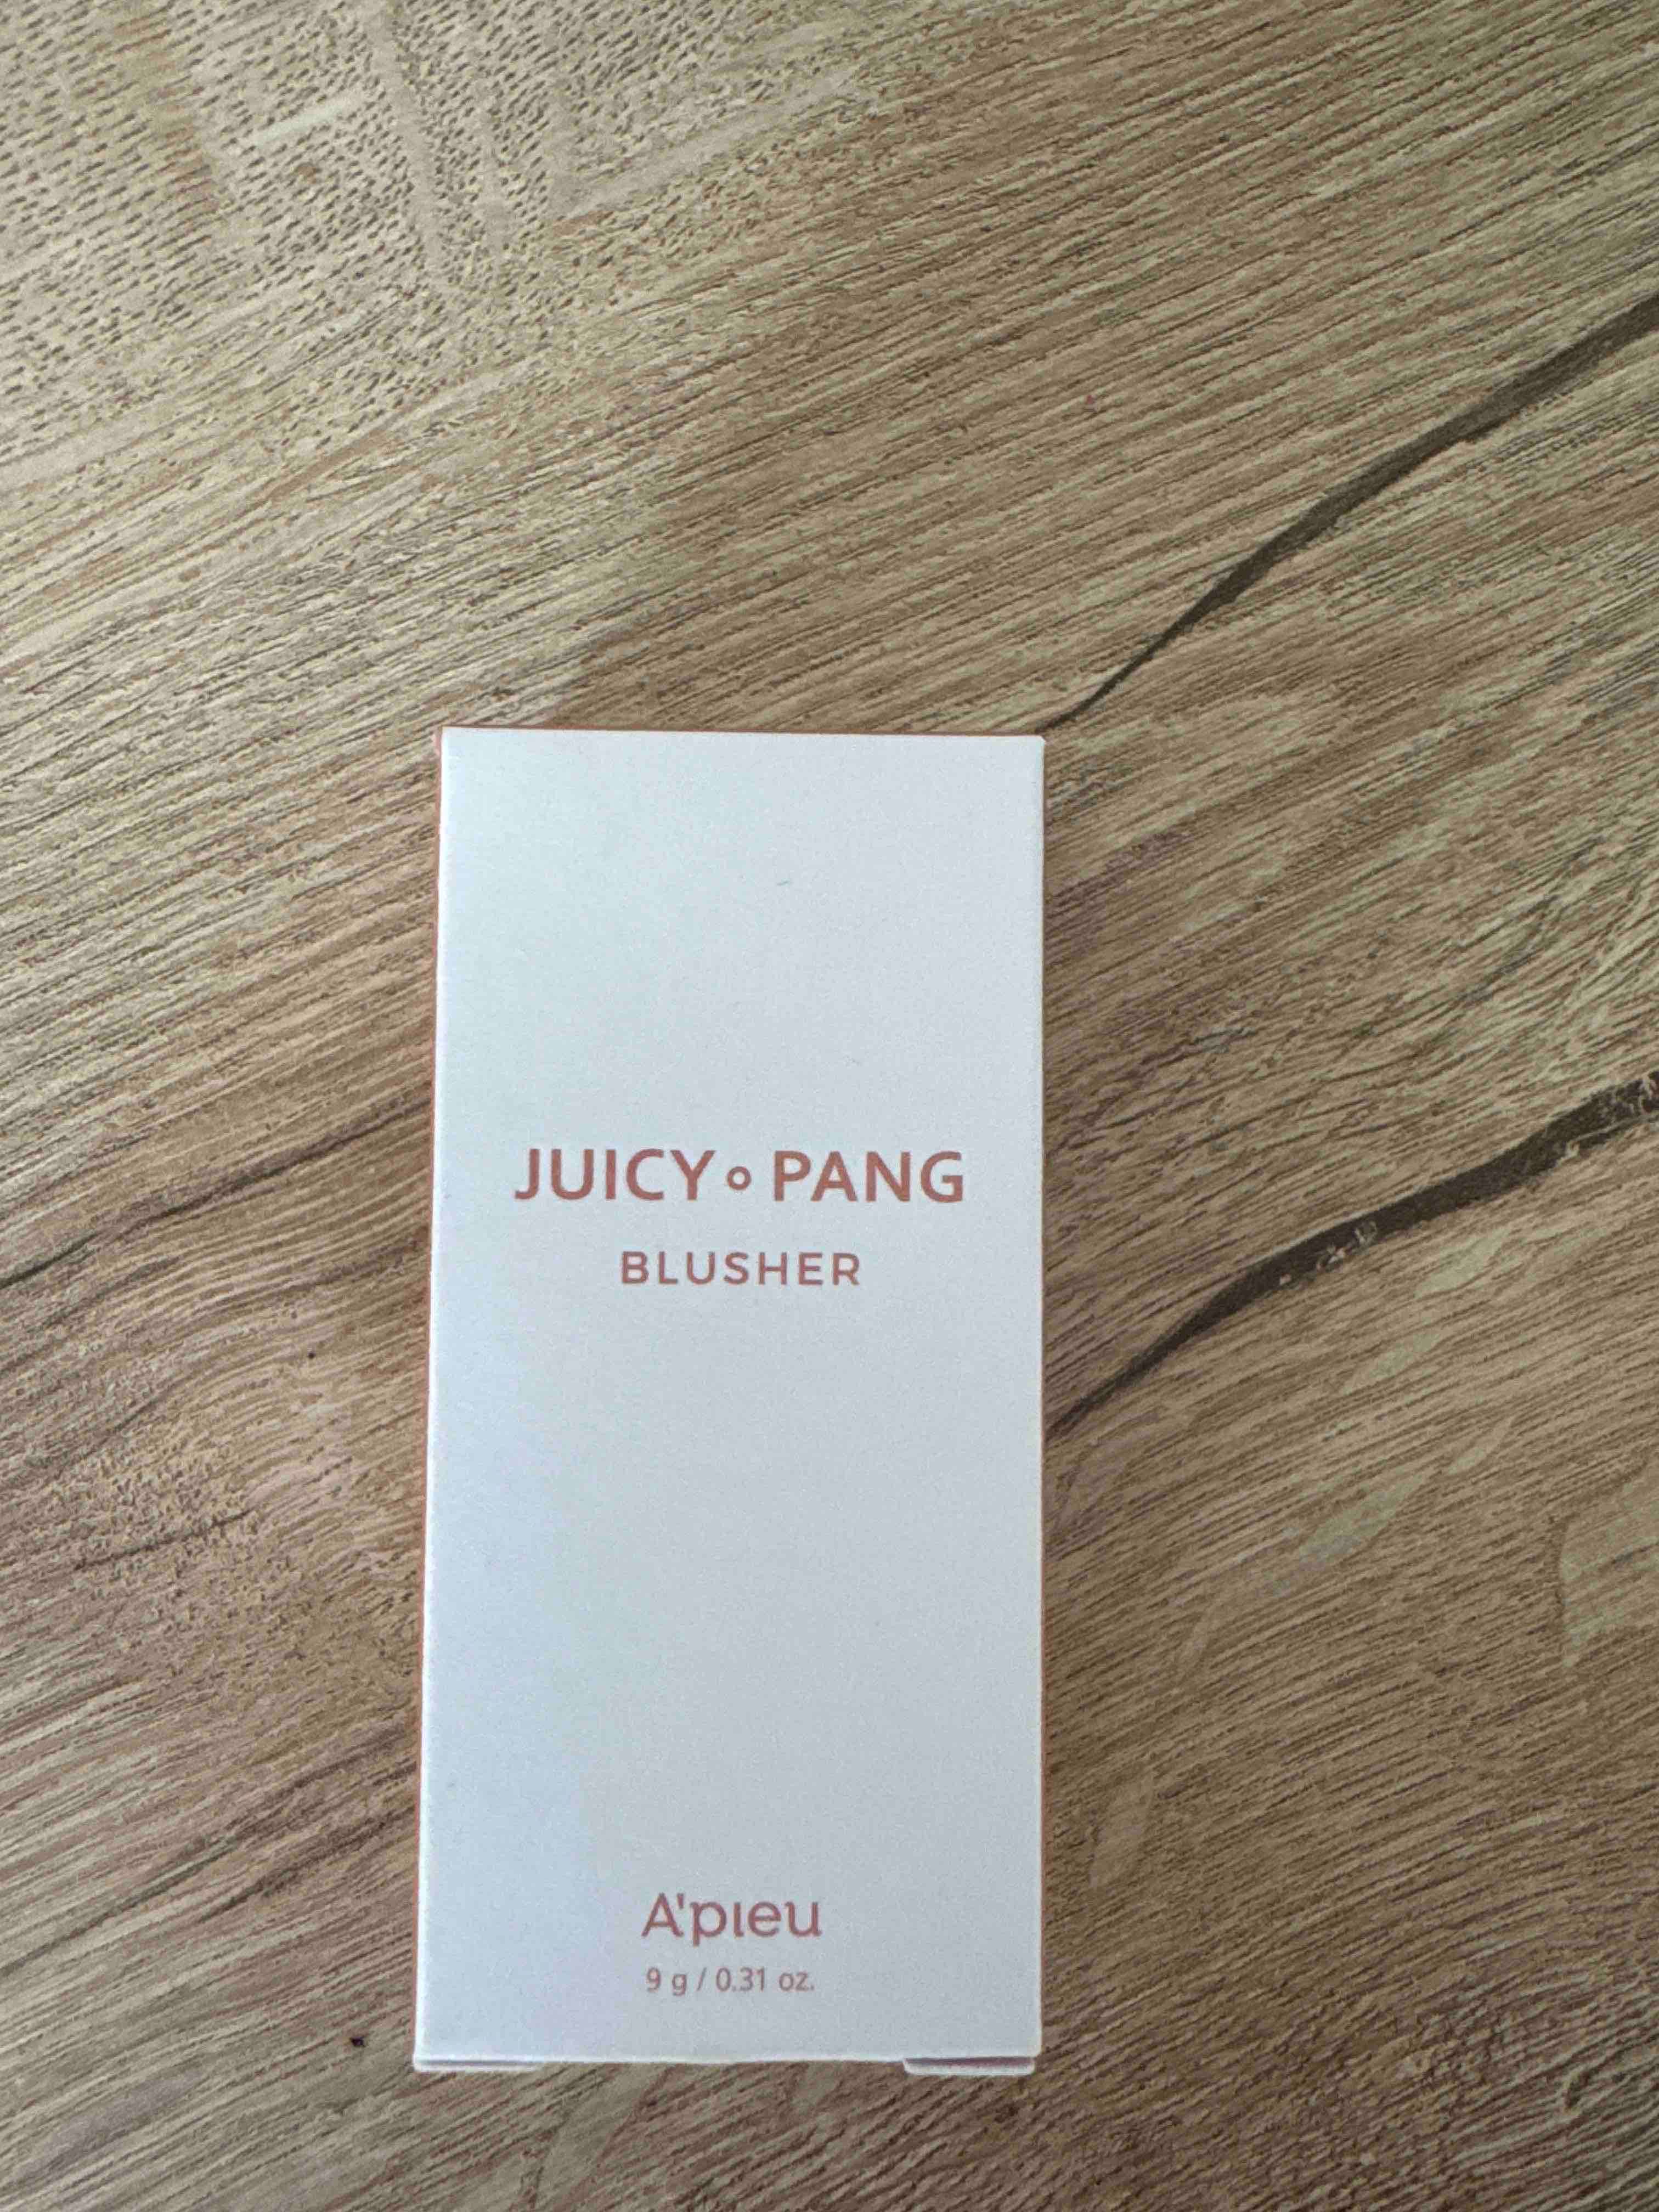 JUICY∘PANG
BLUSHER
A'pieu
9 g / 0.31 oz.